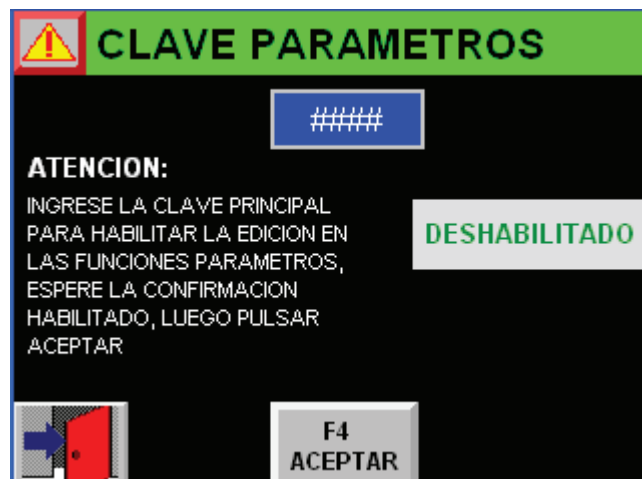 CLAVE PARAMETROS
#####
ATENCION:
INGRESE LA CLAVE PRINCIPAL
PARA HABILITAR LA EDICION EN
LAS FUNCIONES PARAMETROS,
ESPERE LA CONFIRMACION
HABILITADO, LUEGO PULSAR
ACEPTAR
DESHABILITADO
F4
ACEPTAR